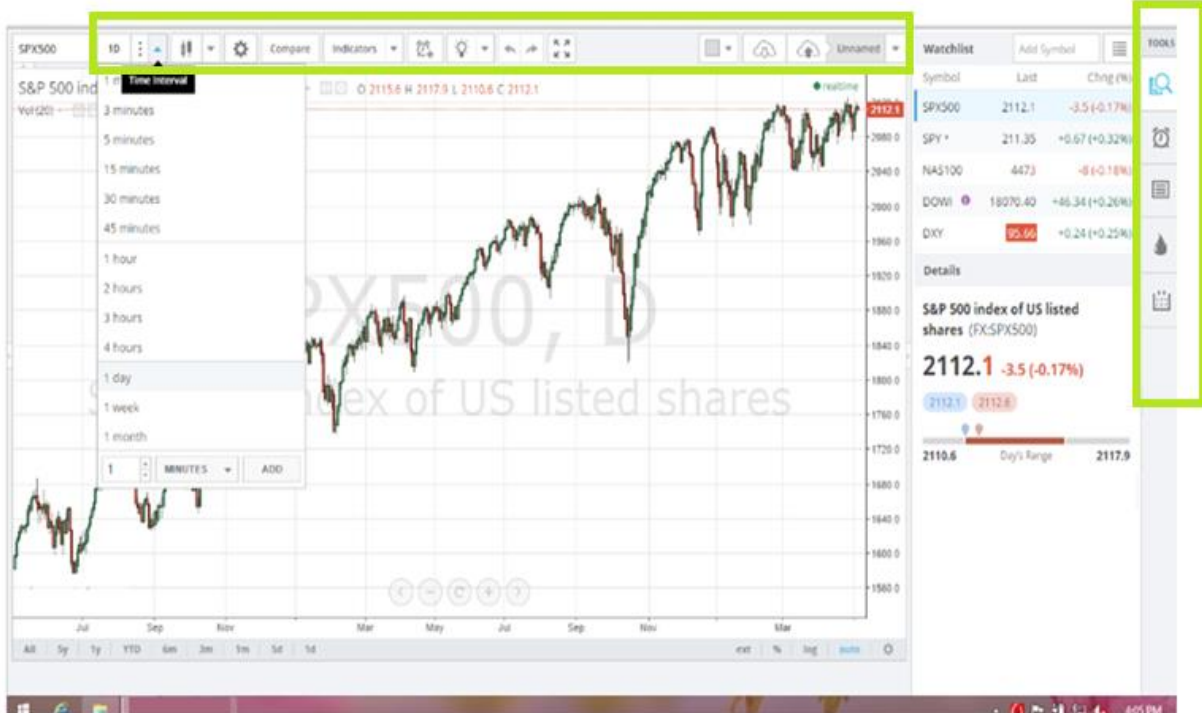 SPX500 1D Compare Indicators Unnamed
Time Interval
S&P 500 ind O 2115.6 H 2117.9 L 2110.6 C 2112.1 realtime
Vol (20)
3 minutes
5 minutes
15 minutes
30 minutes
45 minutes
1 hour
2 hours
3 hours
4 hours
1 day
1 week
1 month
1 MINUTES ADD
SPX500, D
S index of US listed shares
2112.1
2080.0
2040.0
2000.0
1960.0
1920.0
1880.0
1840.0
1800.0
1760.0
1720.0
1680.0
1640.0
1600.0
1560.0
Jul Sep Nov Mar May Jul Sep Nov Mar
All 5y 1y YTD 6m 3m 1m 5d 1d ext % log auto
Watchlist Add Symbol
Symbol Last Chng (%)
SPX500 2112.1 -3.5 (-0.17%)
SPY 211.35 +0.67 (+0.32%)
NAS100 4473 -8 (-0.18%)
DOWI 18070.40 +46.34 (+0.26%)
DXY 95.66 +0.24 (+0.25%)
Details
S&P 500 index of US listed
shares (FX:SPX500)
2112.1 -3.5 (-0.17%)
2112.1 2112.6
2110.6 Day's Range 2117.9
TOOLS
4:05 PM